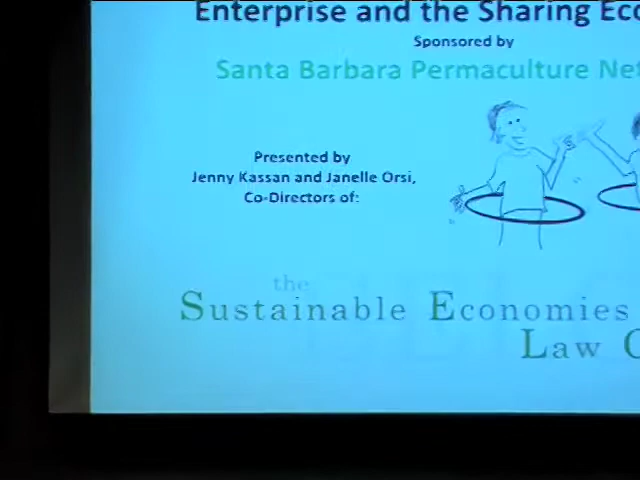 Enterprise and the Sharing Eco
Sponsored by
Santa Barbara Permaculture Net
Presented by
Jenny Kassan and Janelle Orsi,
Co-Directors of:
the
Sustainable Economies
Law C